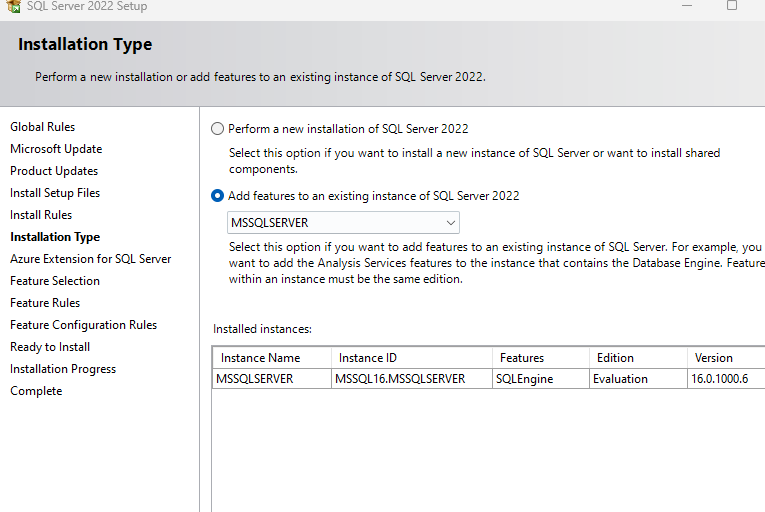 SQL Server 2022 Setup
Installation Type
Perform a new installation or add features to an existing instance of SQL Server 2022.
Global Rules
Microsoft Update
Product Updates
Install Setup Files
Install Rules
Installation Type
Azure Extension for SQL Server
Feature Selection
Feature Rules
Feature Configuration Rules
Ready to Install
Installation Progress
Complete
Perform a new installation of SQL Server 2022
Select this option if you want to install a new instance of SQL Server or want to install shared
components.
Add features to an existing instance of SQL Server 2022
MSSQLSERVER
Select this option if you want to add features to an existing instance of SQL Server. For example, you
want to add the Analysis Services features to the instance that contains the Database Engine. Feature
within an instance must be the same edition.
Installed instances:
Instance Name Instance ID Features Edition Version
MSSQLSERVER MSSQL16.MSSQLSERVER SQLEngine Evaluation 16.0.1000.6